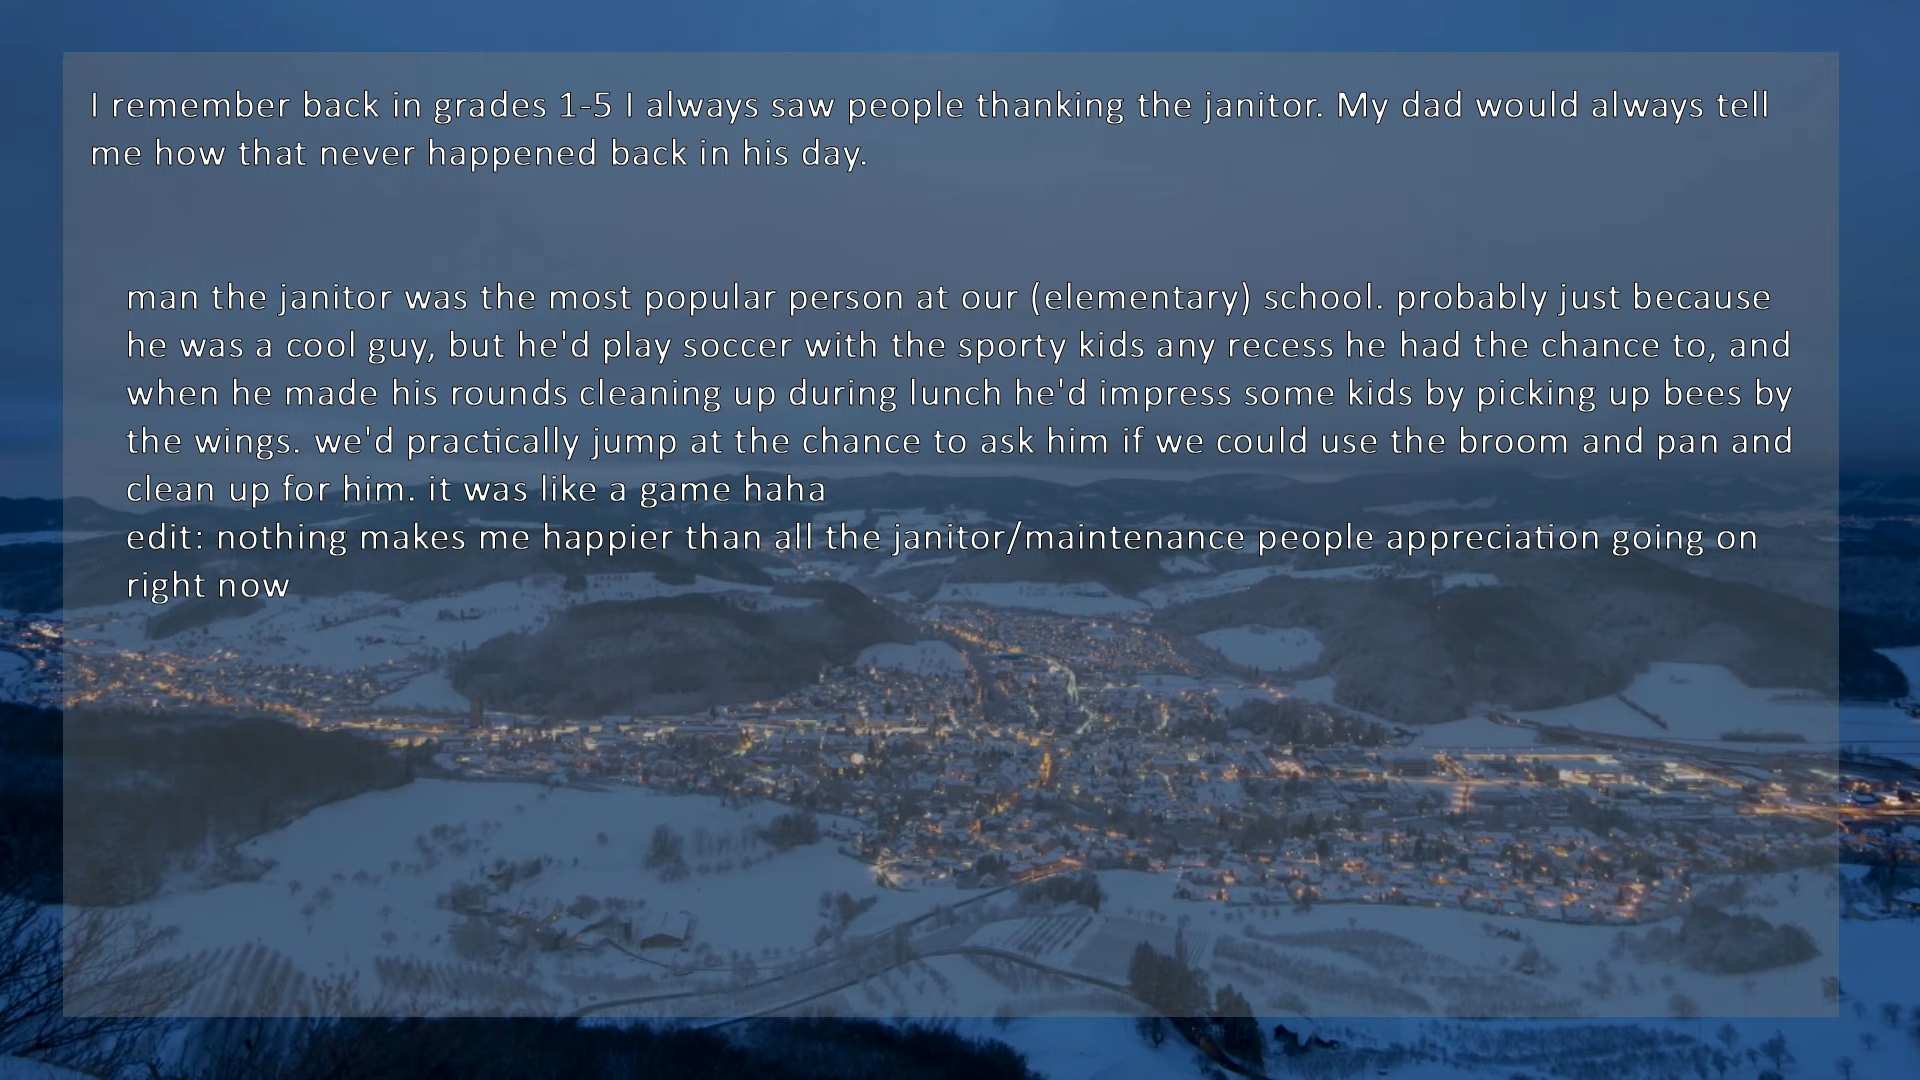 I remember back in grades 1-5 I always saw people thanking the janitor. My dad would always tell
me how that never happened back in his day.
man the janitor was the most popular person at our (elementary) school. probably just because
he was a cool guy, but he'd play soccer with the sporty kids any recess he had the chance to, and
when he made his rounds cleaning up during lunch he'd impress some kids by picking up bees by
the wings. we'd practically jump at the chance to ask him if we could use the broom and pan and
clean up for him. it was like a game haha
edit: nothing makes me happier than all the janitor/maintenance people appreciation going on
right now